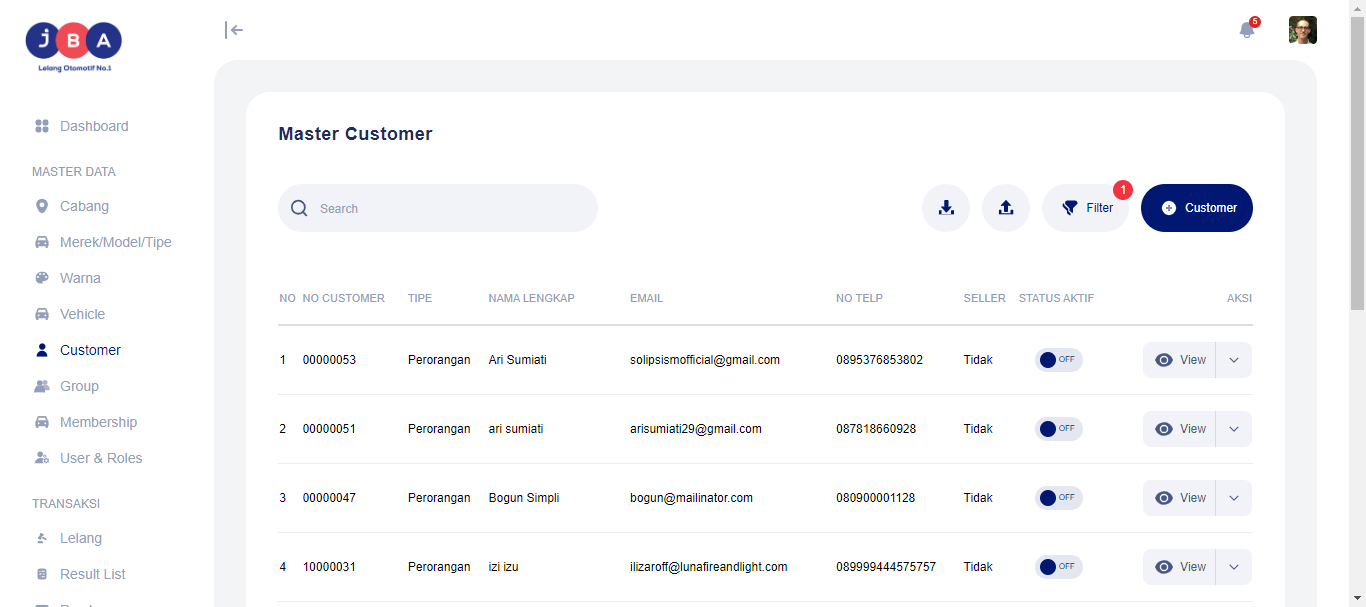 JBA
Lelang Otomotif No.1
5
Dashboard
MASTER DATA
Cabang
Merek/Model/Tipe
Warna
Vehicle
Customer
Group
Membership
User & Roles
TRANSAKSI
Lelang
Result List
Master Customer
Search
Filter
1
Customer
NO NO CUSTOMER TIPE NAMA LENGKAP EMAIL NO TELP SELLER STATUS AKTIF AKSI
1 00000053 Perorangan Ari Sumiati solipsismofficial@gmail.com 0895376853802 Tidak OFF View
2 00000051 Perorangan ari sumiati arisumiati29@gmail.com 087818660928 Tidak OFF View
3 00000047 Perorangan Bogun Simpli bogun@mailinator.com 080900001128 Tidak OFF View
4 10000031 Perorangan izi izu ilizaroff@lunafireandlight.com 089999444575757 Tidak OFF View